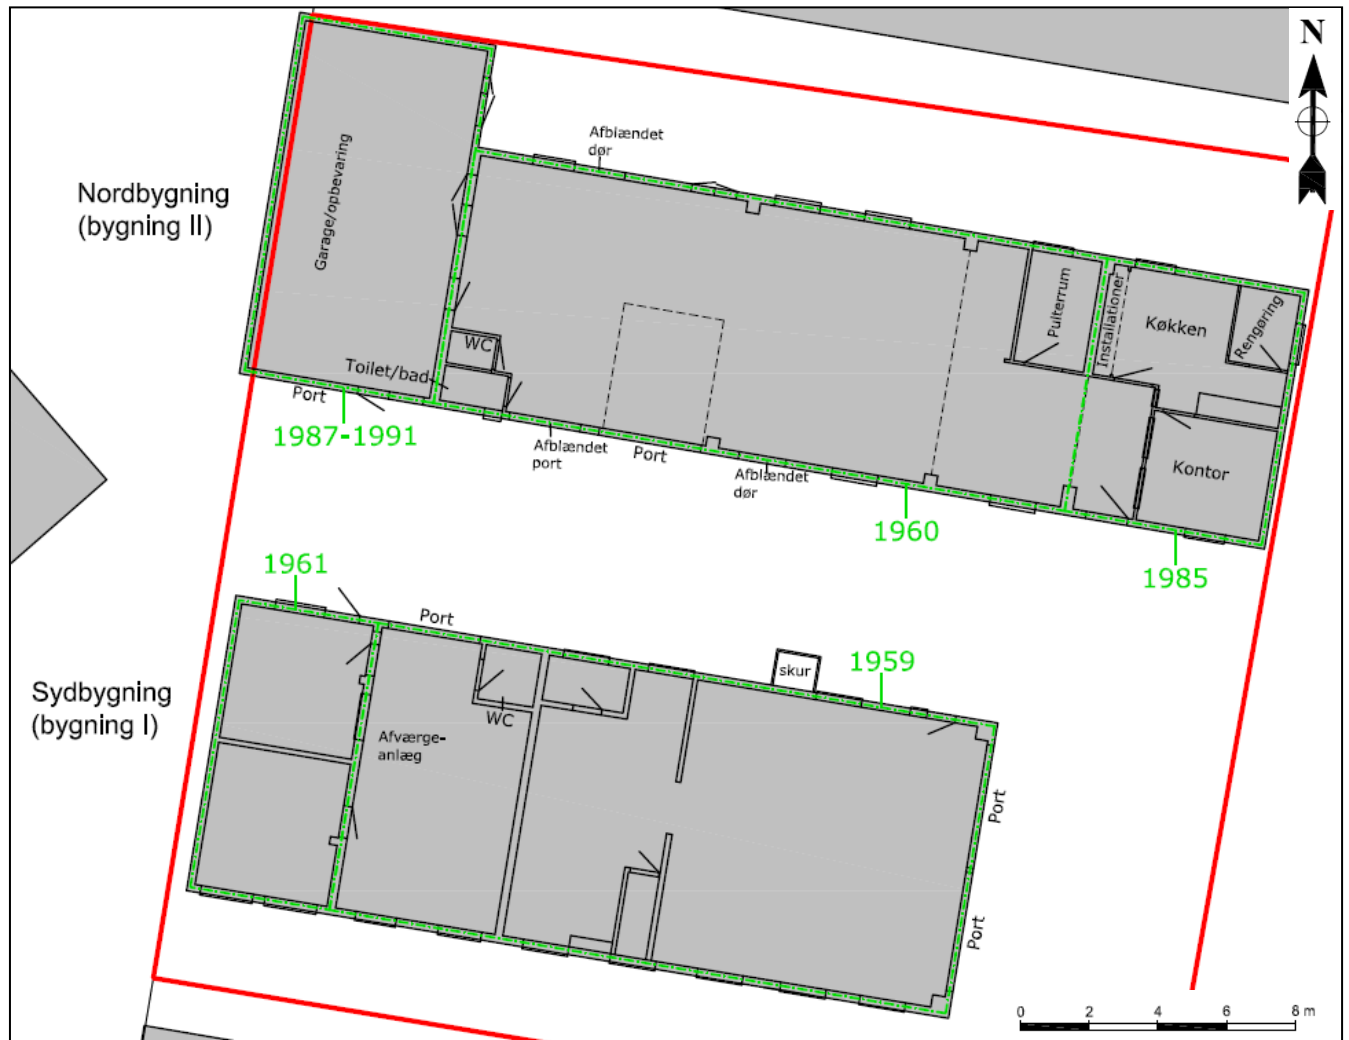 N
Afblændet
dør
Nordbygning
(bygning II)
Garage/opbevaring
Pulterrum
Installationer
Køkken
Rengøring
WC
Toilet/bad
Port
1987-1991
Afblændet
port
Port
Afblændet
dør
Kontor
1960
1985
1961
Port
skur
1959
Sydbygning
(bygning I)
WC
Afværge-
anlæg
Port
Port
0 2 4 6 8 m